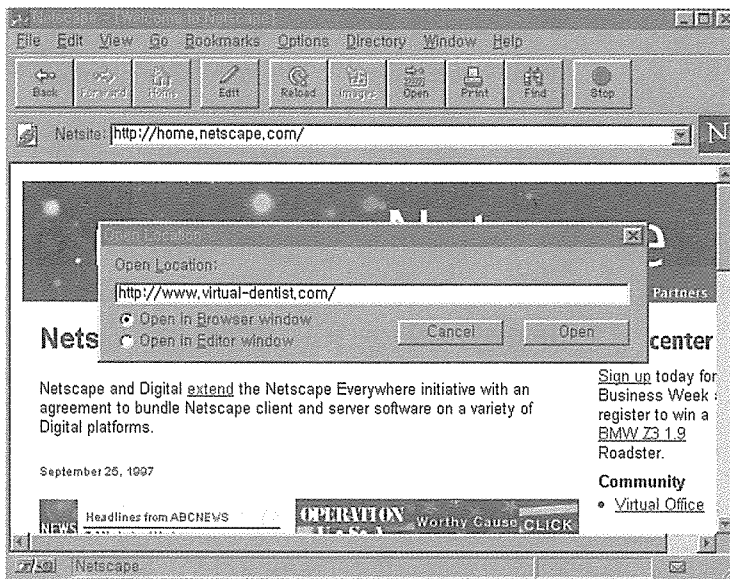 Netscape - [Welcome to Netscape]
File Edit View Go Bookmarks Options Directory Window Help
Back Forward Home Edit Reload Images Open Print Find Stop
Netsite: http://home.netscape.com/
N
Partners
Open Location
Open Location:
http://www.virtual-dentist.com/
Open in Browser window
Open in Editor window
Cancel Open
Nets
center
Netscape and Digital extend the Netscape Everywhere initiative with an
agreement to bundle Netscape client and server software on a variety of
Digital platforms.
September 25, 1997
Sign up today for
Business Week
register to win a
BMW Z3 1.9
Roadster.
Community
• Virtual Office
NEWS Headlines from ABCNEWS
OPERATION
Worthy Cause CLICK
Netscape